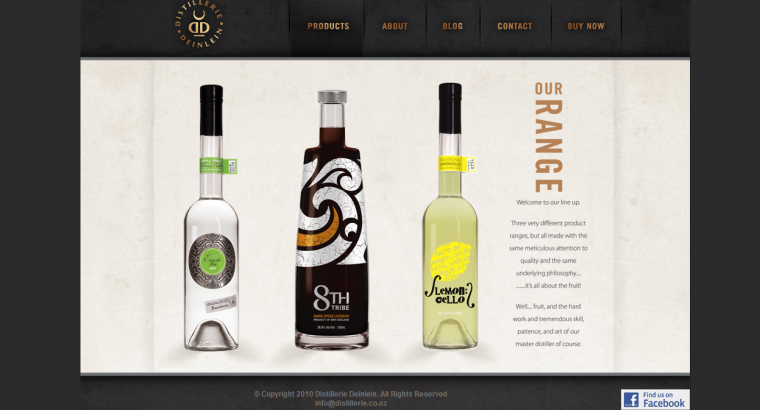 DISTILLERIE
DEINLEIN
PRODUCTS
ABOUT
BLOG
CONTACT
BUY NOW
OUR
RANGE
Welcome to our line up.
Three very different product
ranges, but all made with the
same meticulous attention to
quality and the same
underlying philosophy....
.......It's all about the fruit!
Well.... fruit, and the hard
work and tremendous skill,
patience, and art of our
master distiller of course.
8TH
TRIBE
LEMON:
CELLO
© Copyright 2010 Distillerie Deinlein. All Rights Reserved
info@distillerie.co.nz
Find us on
Facebook